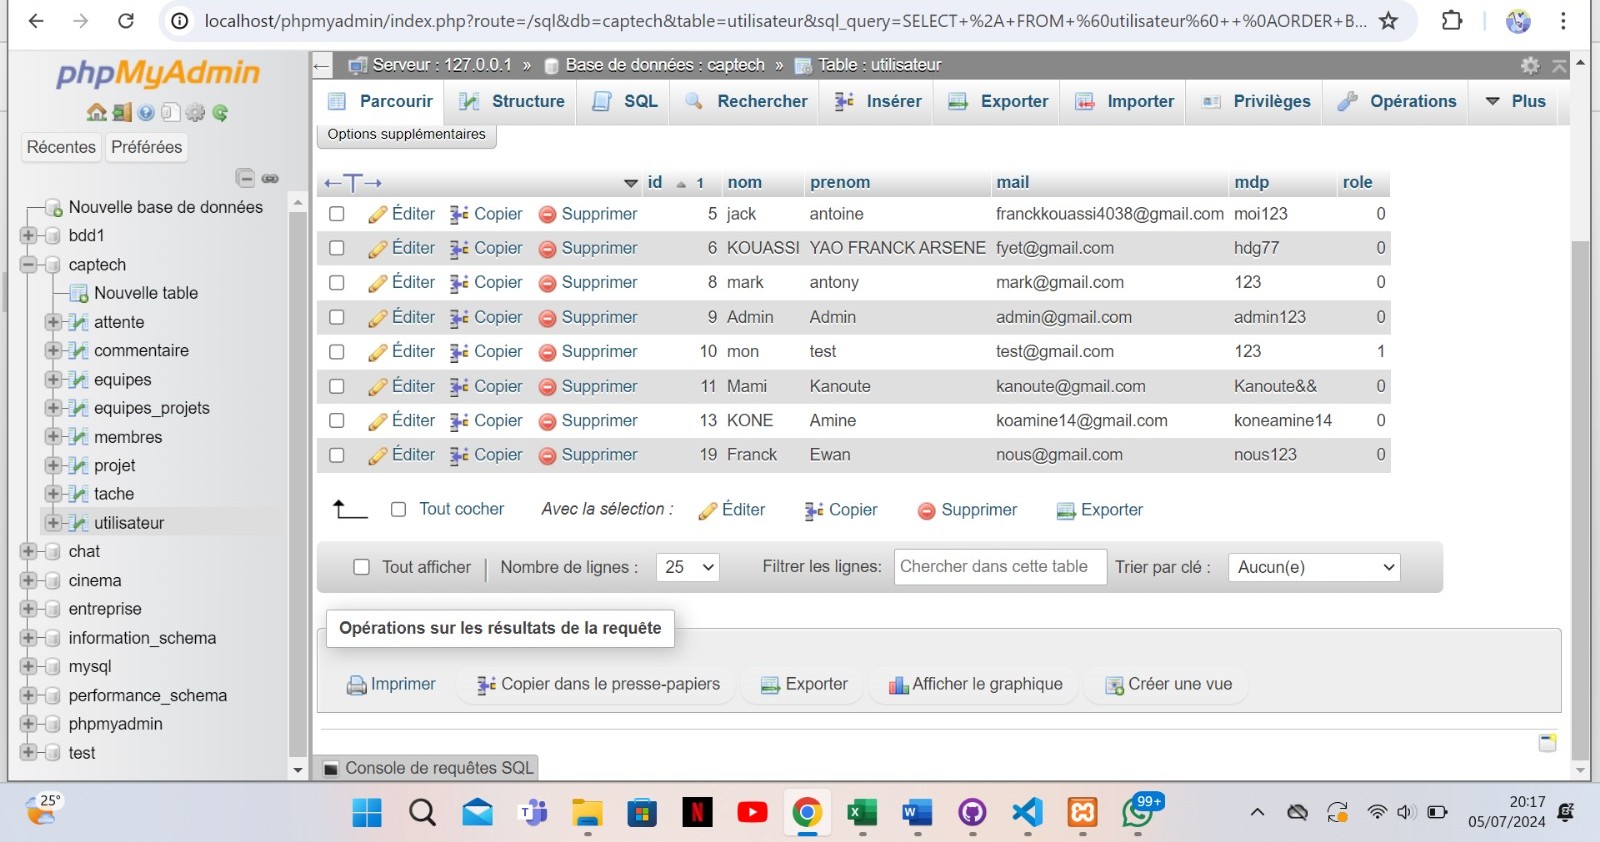 localhost/phpmyadmin/index.php?route=/sql&db=captech&table=utilisateur&sql_query=SELECT+%2A+FROM+%60utilisateur%60++%0AORDER+B...
phpMyAdmin
Récentes Préférées
Nouvelle base de données
bdd1
captech
Nouvelle table
attente
commentaire
equipes
equipes_projets
membres
projet
tache
utilisateur
chat
cinema
entreprise
information_schema
mysql
performance_schema
phpmyadmin
test
Serveur : 127.0.0.1 » Base de données : captech » Table : utilisateur
Parcourir Structure SQL Rechercher Insérer Exporter Importer Privilèges Opérations Plus
Options supplémentaires
id 1 nom prenom mail mdp role
Éditer Copier Supprimer 5 jack antoine franckkouassi4038@gmail.com moi123 0
Éditer Copier Supprimer 6 KOUASSI YAO FRANCK ARSENE fyet@gmail.com hdg77 0
Éditer Copier Supprimer 8 mark antony mark@gmail.com 123 0
Éditer Copier Supprimer 9 Admin Admin admin@gmail.com admin123 0
Éditer Copier Supprimer 10 mon test test@gmail.com 123 1
Éditer Copier Supprimer 11 Mami Kanoute kanoute@gmail.com Kanoute&& 0
Éditer Copier Supprimer 13 KONE Amine koamine14@gmail.com koneamine14 0
Éditer Copier Supprimer 19 Franck Ewan nous@gmail.com nous123 0
Tout cocher Avec la sélection : Éditer Copier Supprimer Exporter
Tout afficher Nombre de lignes : 25 Filtrer les lignes: Chercher dans cette table Trier par clé : Aucun(e)
Opérations sur les résultats de la requête
Imprimer Copier dans le presse-papiers Exporter Afficher le graphique Créer une vue
Console de requêtes SQL
25° 99+ 20:17
05/07/2024